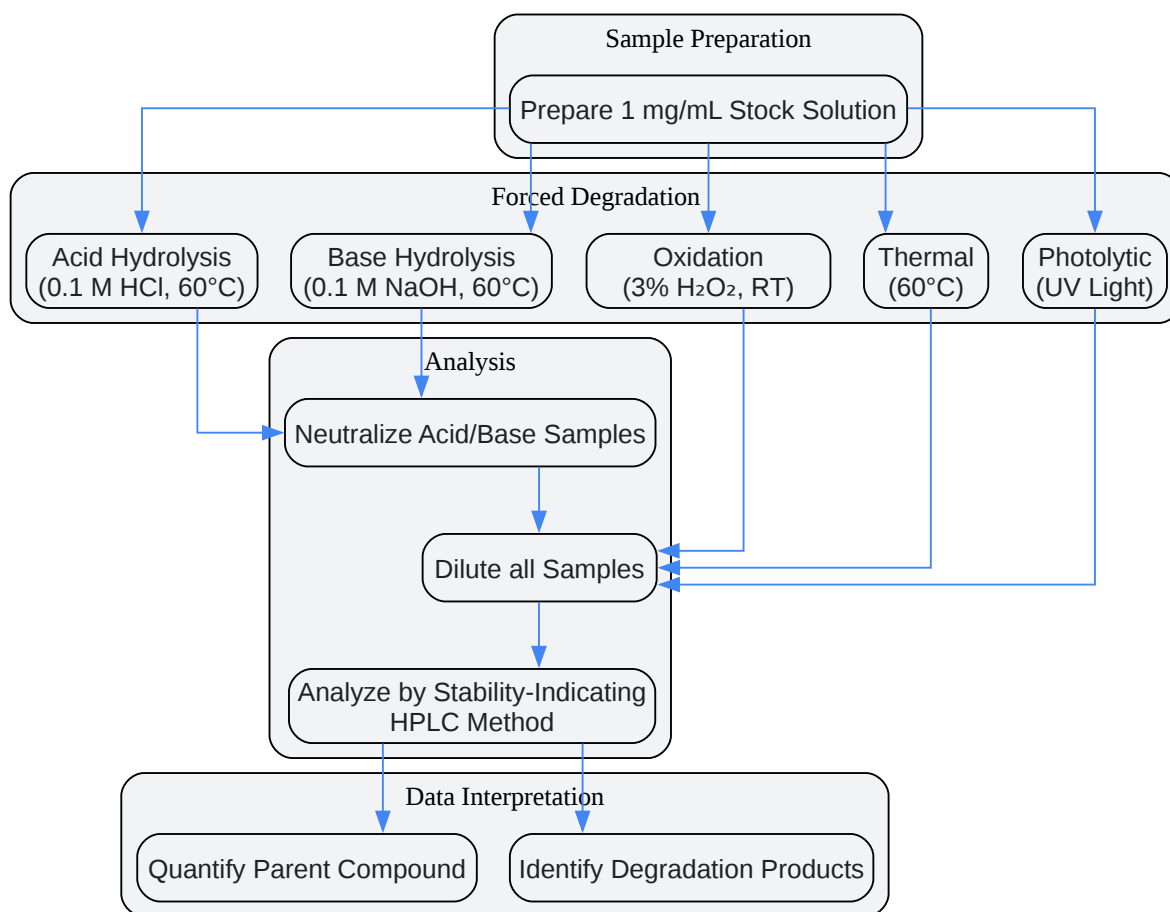 Sample Preparation
Prepare 1 mg/mL Stock Solution
Forced Degradation
Acid Hydrolysis
(0.1 M HCl, 60°C)
Base Hydrolysis
(0.1 M NaOH, 60°C)
Oxidation
(3% H₂O₂, RT)
Thermal
(60°C)
Photolytic
(UV Light)
Analysis
Neutralize Acid/Base Samples
Dilute all Samples
Analyze by Stability-Indicating
HPLC Method
Data Interpretation
Quantify Parent Compound
Identify Degradation Products